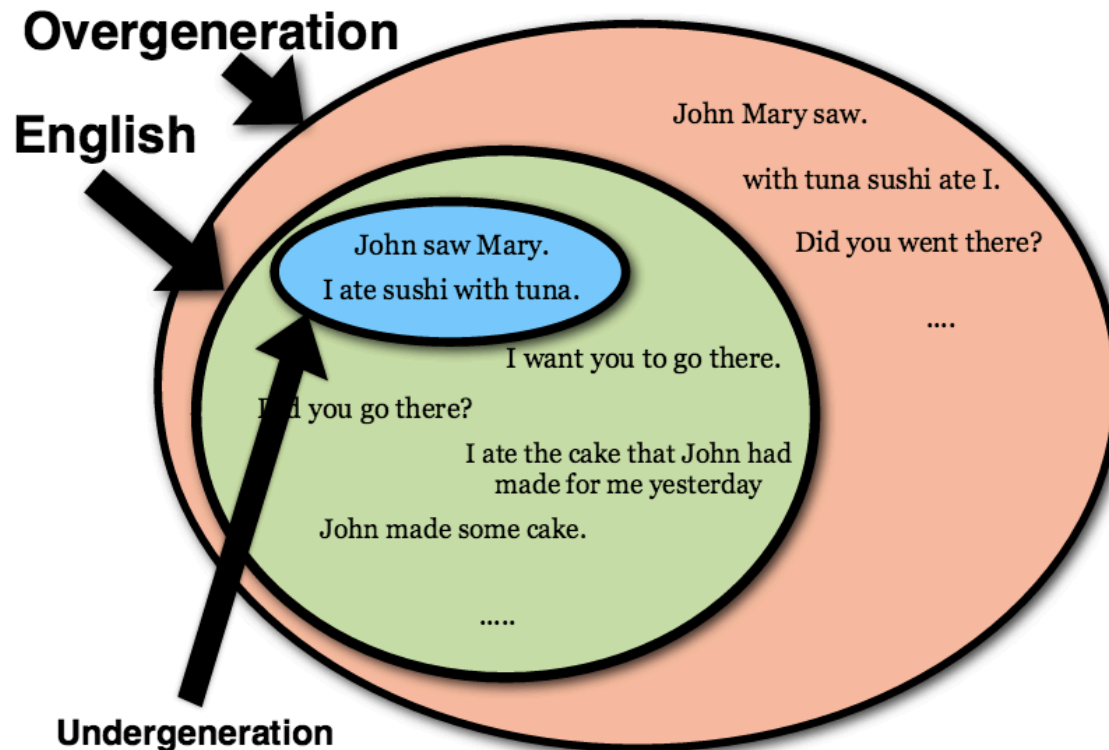 Overgeneration
English
John Mary saw.
with tuna sushi ate I.
Did you went there?
....
John saw Mary.
I ate sushi with tuna.
I want you to go there.
Did you go there?
I ate the cake that John had
made for me yesterday
John made some cake.
.....
Undergeneration